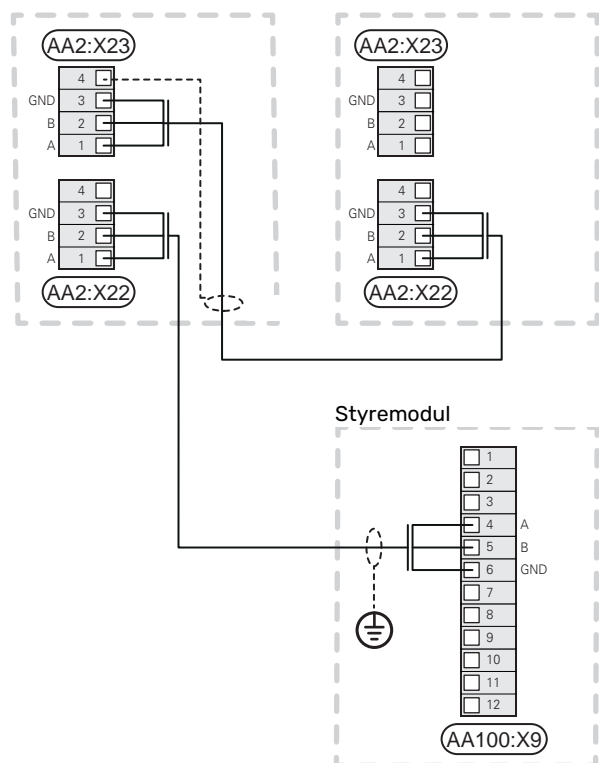 AA2:X23
4
GND 3
B 2
A 1
4
GND 3
B 2
A 1
AA2:X22
AA2:X23
4
GND 3
B 2
A 1
4
GND 3
B 2
A 1
AA2:X22
Styremodul
1
2
3
4 A
5 B
6 GND
7
8
9
10
11
12
AA100:X9